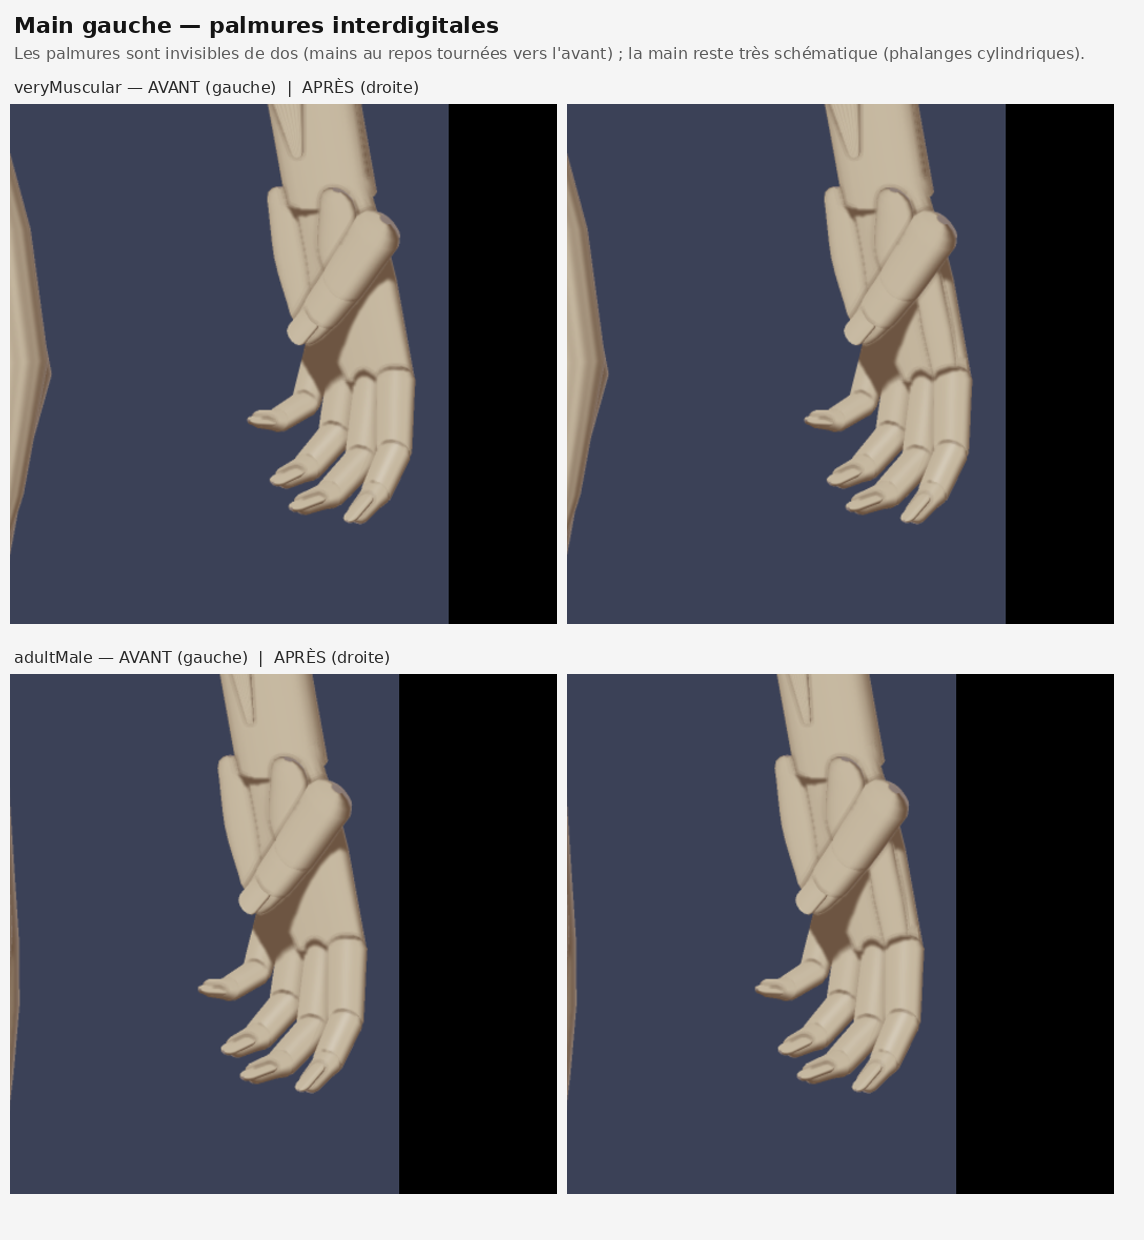 Main gauche — palmures interdigitales
Les palmures sont invisibles de dos (mains au repos tournées vers l'avant) ; la main reste très schématique (phalanges cylindriques).
veryMuscular — AVANT (gauche) | APRÈS (droite)
adultMale — AVANT (gauche) | APRÈS (droite)